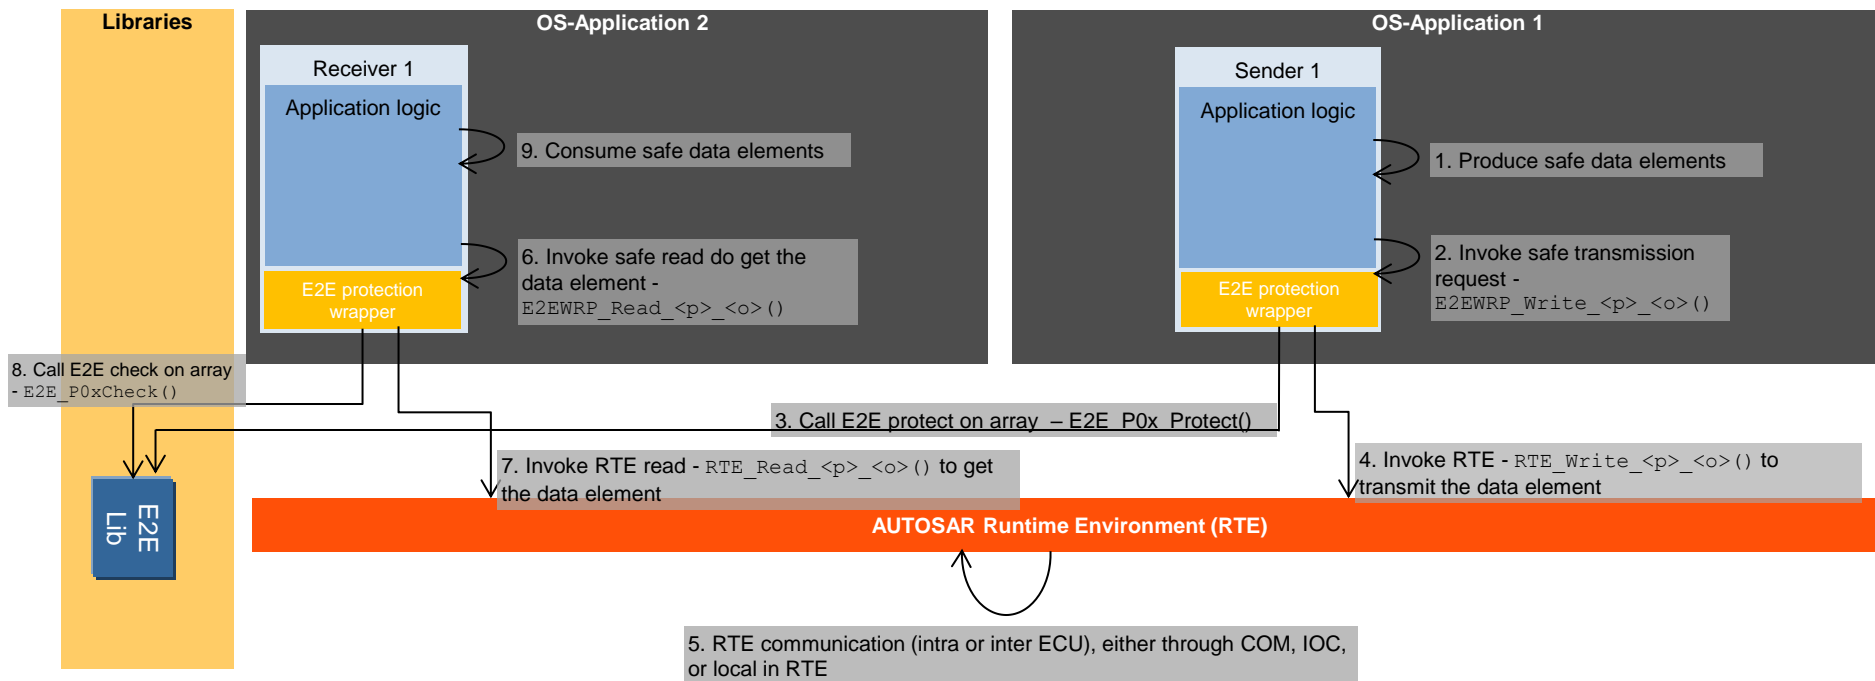 Libraries
OS-Application 2
OS-Application 1
Receiver 1
Application logic
9. Consume safe data elements
6. Invoke safe read do get the
data element -
E2EWRP_Read_<p>_<o>()
E2E protection
wrapper
Sender 1
Application logic
1. Produce safe data elements
2. Invoke safe transmission
request -
E2EWRP_Write_<p>_<o>()
E2E protection
wrapper
8. Call E2E check on array
- E2E_P0xCheck()
3. Call E2E protect on array – E2E_P0x_Protect()
7. Invoke RTE read - RTE_Read_<p>_<o>() to get
the data element
4. Invoke RTE - RTE_Write_<p>_<o>() to
transmit the data element
E2E
Lib
AUTOSAR Runtime Environment (RTE)
5. RTE communication (intra or inter ECU), either through COM, IOC,
or local in RTE